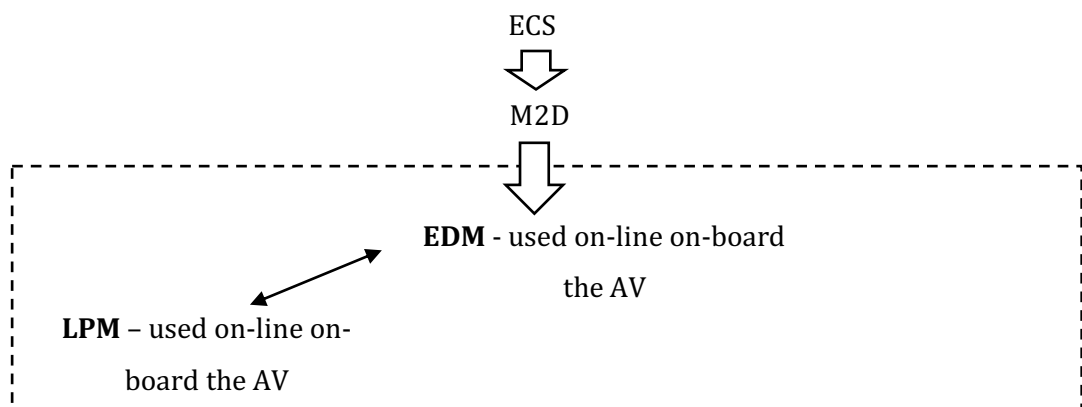 ECS
M2D
EDM - used on-line on-board
the AV
LPM – used on-line on-
board the AV